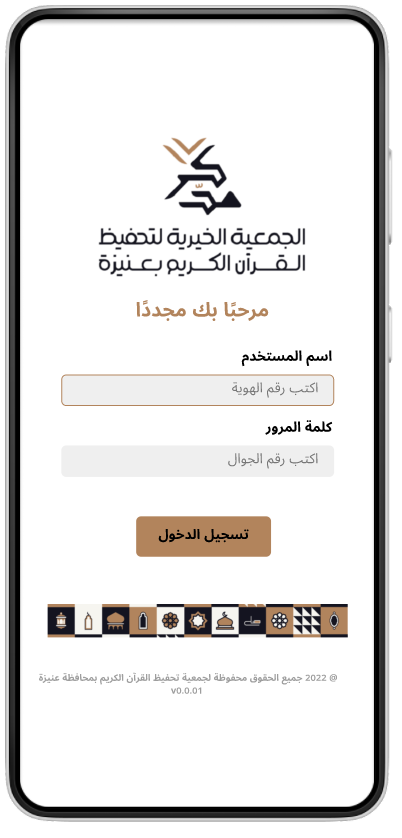 الجمعية الخيرية لتحفيظ
القرآن الكريم بعنيزة
مرحبًا بك مجددًا
اسم المستخدم
اكتب رقم الهوية
كلمة المرور
اكتب رقم الجوال
تسجيل الدخول
@ 2022 جميع الحقوق محفوظة لجمعية تحفيظ القرآن الكريم بمحافظة عنيزة
v0.0.01